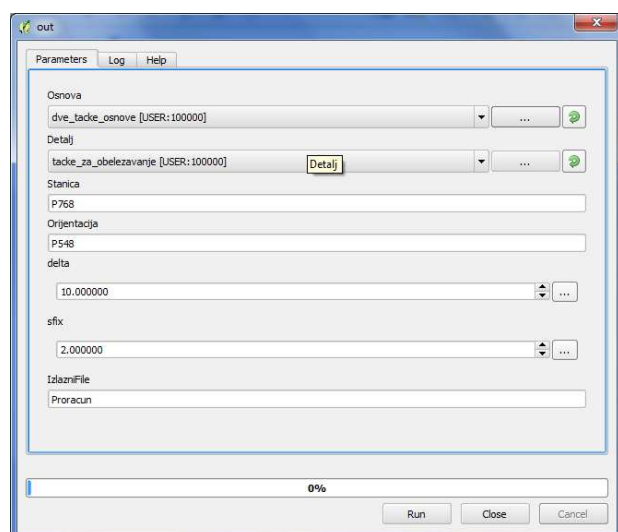 out
Parameters Log Help
Osnova
dve_tacke_osnove [USER:100000] ...
Detalj
tacke_za_obelezavanje [USER:100000] Detalj ...
Stanica
P768
Orijentacija
P548
delta
10.000000 ...
sfix
2.000000 ...
IzlazniFile
Proracun
0%
Run Close Cancel